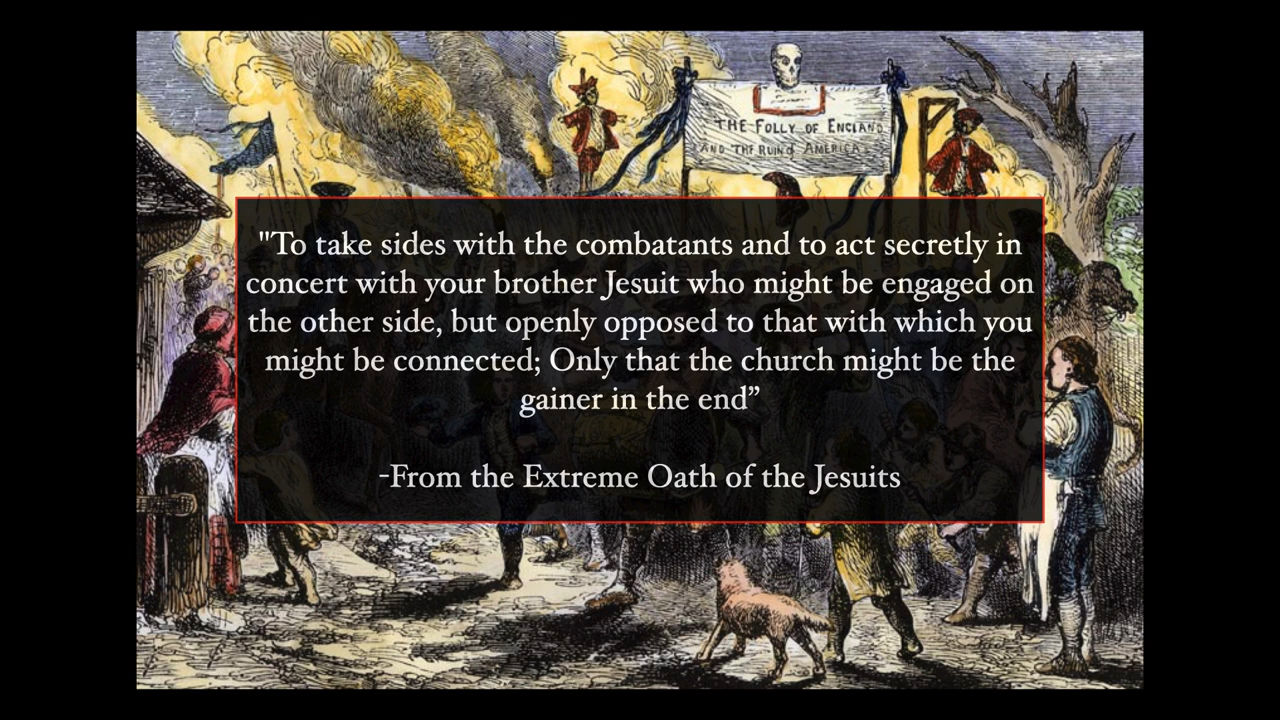 THE FOLLY OF ENGLAND
AND THE RUIN of AMERICA
"To take sides with the combatants and to act secretly in
concert with your brother Jesuit who might be engaged on
the other side, but openly opposed to that with which you
might be connected; Only that the church might be the
gainer in the end”
-From the Extreme Oath of the Jesuits